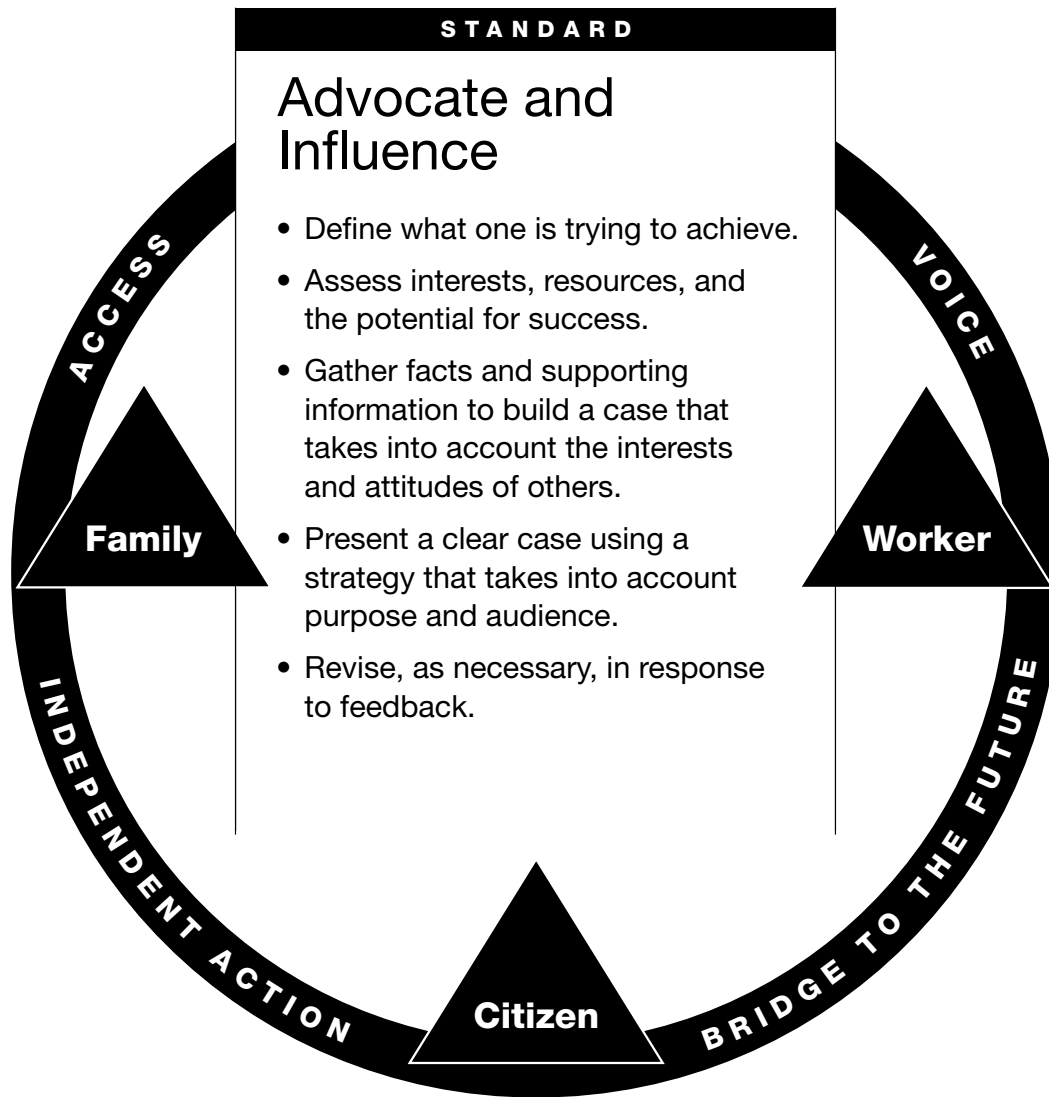 STANDARD
Advocate and
Influence
• Define what one is trying to achieve.
• Assess interests, resources, and
the potential for success.
• Gather facts and supporting
information to build a case that
takes into account the interests
and attitudes of others.
• Present a clear case using a
strategy that takes into account
purpose and audience.
• Revise, as necessary, in response
to feedback.
ACCESS
VOICE
Family
Worker
INDEPENDENT ACTION
BRIDGE TO THE FUTURE
Citizen